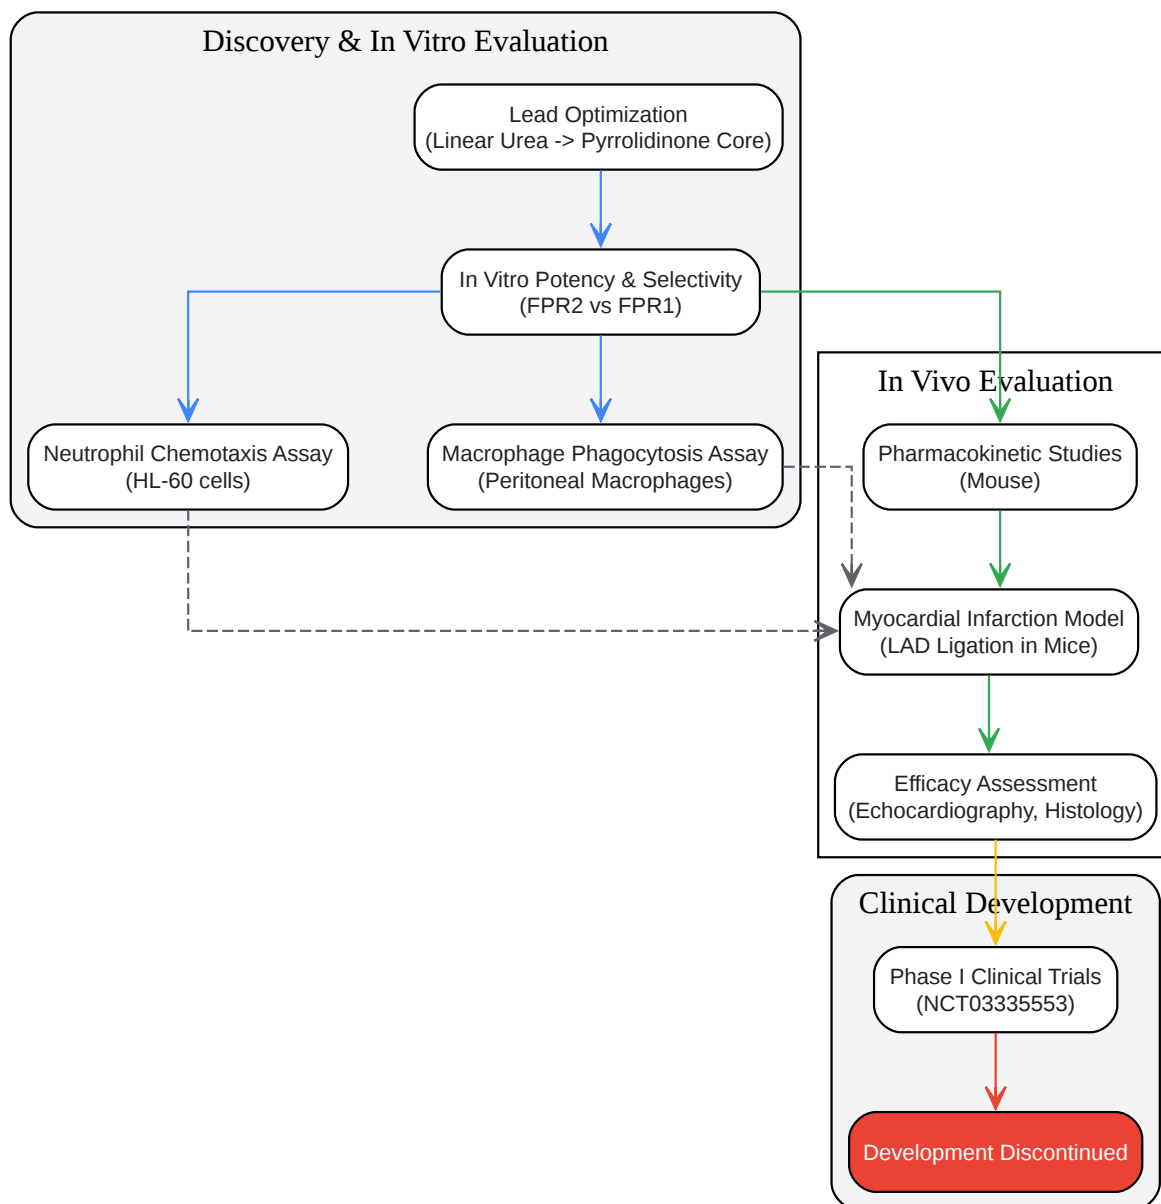 Discovery & In Vitro Evaluation
Lead Optimization
(Linear Urea -> Pyrrolidinone Core)
In Vitro Potency & Selectivity
(FPR2 vs FPR1)
Neutrophil Chemotaxis Assay
(HL-60 cells)
Macrophage Phagocytosis Assay
(Peritoneal Macrophages)
In Vivo Evaluation
Pharmacokinetic Studies
(Mouse)
Myocardial Infarction Model
(LAD Ligation in Mice)
Efficacy Assessment
(Echocardiography, Histology)
Clinical Development
Phase I Clinical Trials
(NCT03335553)
Development Discontinued